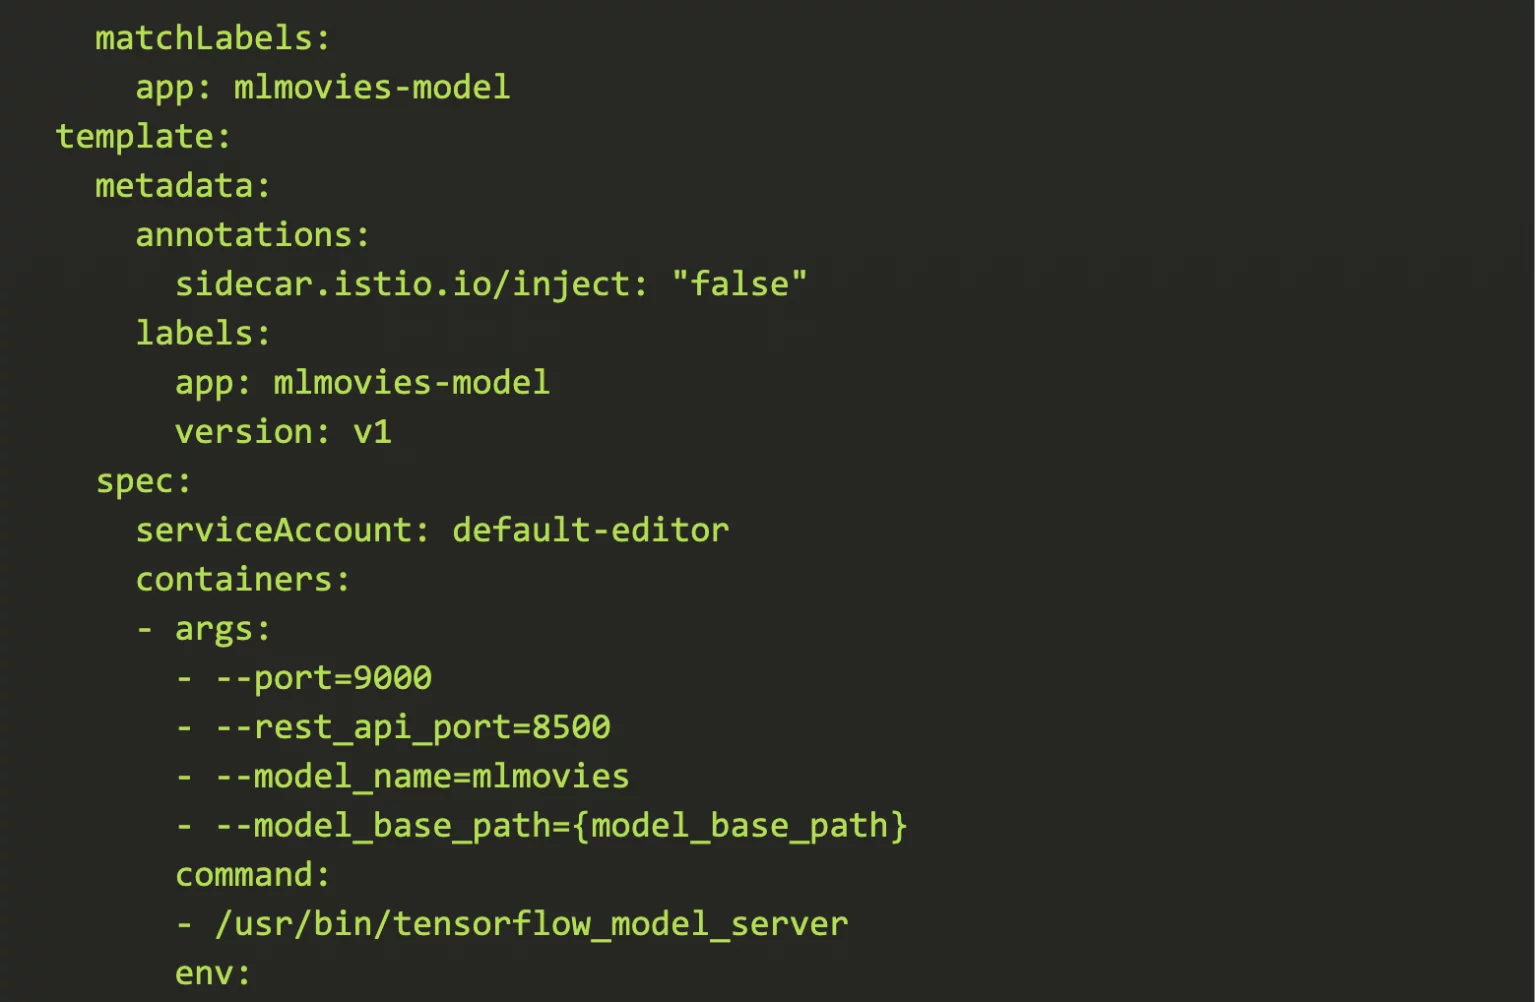 matchLabels:
app: mlmovies-model
template:
metadata:
annotations:
sidecar.istio.io/inject: "false"
labels:
app: mlmovies-model
version: v1
spec:
serviceAccount: default-editor
containers:
- args:
- --port=9000
- --rest_api_port=8500
- --model_name=mlmovies
- --model_base_path={model_base_path}
command:
- /usr/bin/tensorflow_model_server
env: